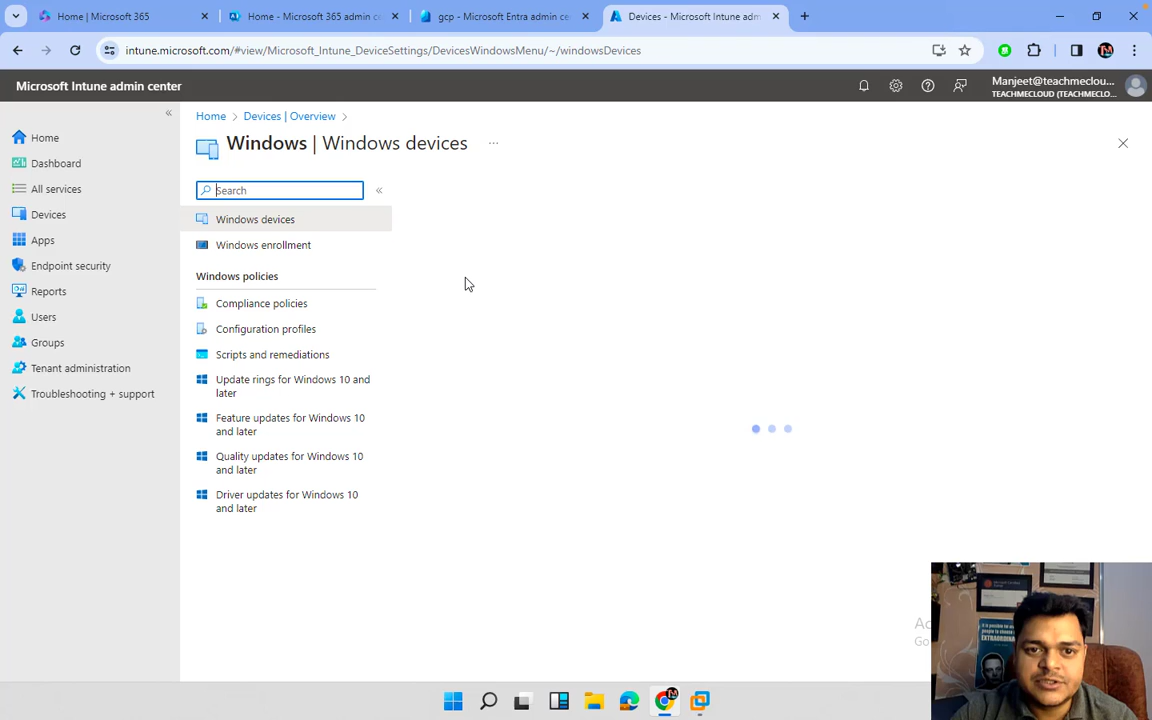 Home | Microsoft 365
Home - Microsoft 365 admin c
gcp - Microsoft Entra admin ce
Devices - Microsoft Intune adm
intune.microsoft.com/#view/Microsoft_Intune_DeviceSettings/DevicesWindowsMenu/~/windowsDevices
Microsoft Intune admin center
Manjeet@teachmeclou...
TEACHMECLOUD (TEACHMECLO...
Home
Dashboard
All services
Devices
Apps
Endpoint security
Reports
Users
Groups
Tenant administration
Troubleshooting + support
Home > Devices | Overview >
Windows | Windows devices
Search
Windows devices
Windows enrollment
Windows policies
Compliance policies
Configuration profiles
Scripts and remediations
Update rings for Windows 10 and
later
Feature updates for Windows 10
and later
Quality updates for Windows 10
and later
Driver updates for Windows 10
and later
EXTRAORDINA